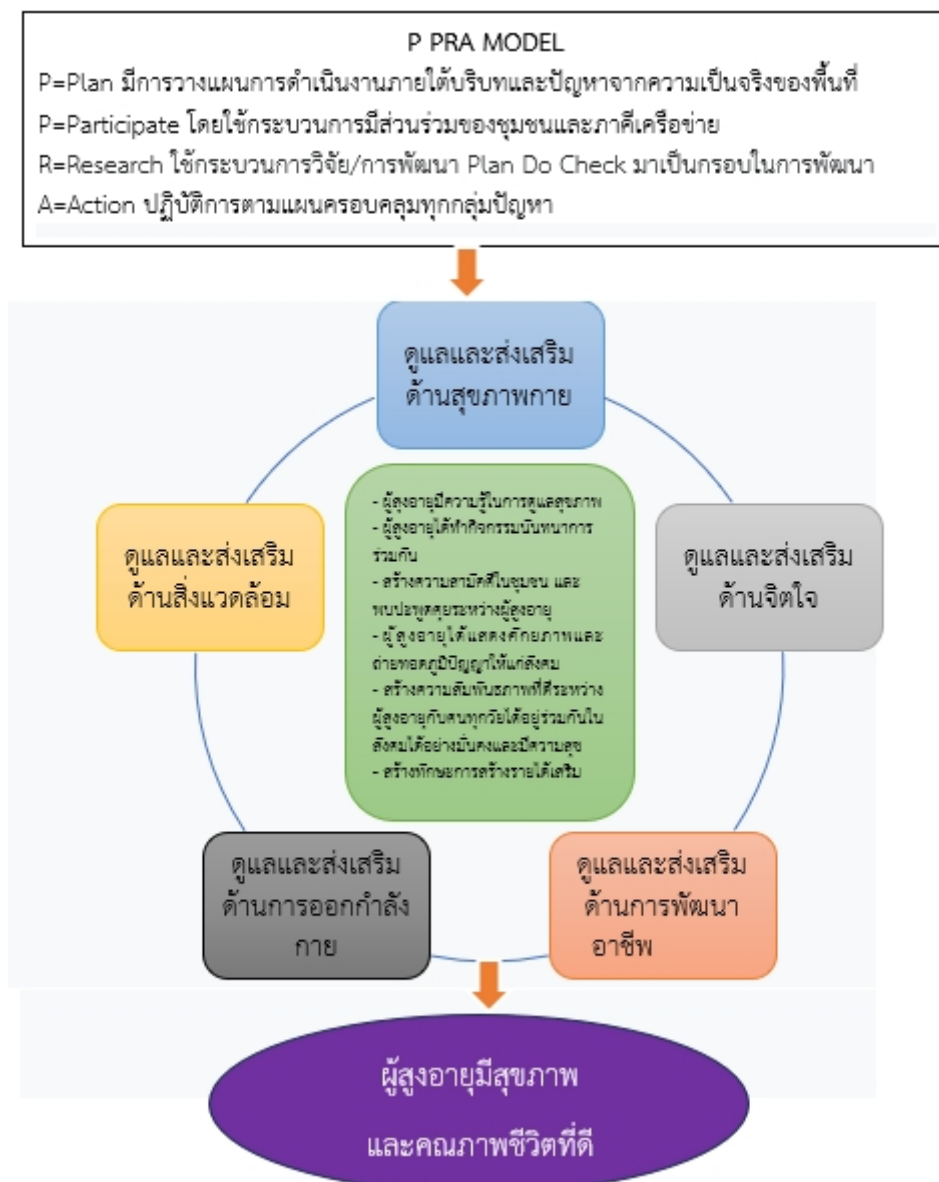 P PRA MODEL
P=Plan มีการวางแผนการดำเนินงานภายใต้บริบทและปัญหาจากความเป็นจริงของพื้นที่
P=Participate โดยใช้กระบวนการมีส่วนร่วมของชุมชนและภาคีเครือข่าย
R=Research ใช้กระบวนการวิจัย/การพัฒนา Plan Do Check มาเป็นกรอบในการพัฒนา
A=Action ปฏิบัติการตามแผนครอบคลุมทุกกลุ่มปัญหา
ดูแลและส่งเสริม
ด้านสุขภาพกาย
ดูแลและส่งเสริม
ด้านสิ่งแวดล้อม
- ผู้สูงอายุมีความรู้ในการดูแลสุขภาพ
- ผู้สูงอายุได้ทำกิจกรรมนันทนาการ
ร่วมกัน
- สร้างความสามัคคีในชุมชน และ
พบปะพูดคุยระหว่างผู้สูงอายุ
- ผู้สูงอายุได้แสดงศักยภาพและ
ถ่ายทอดภูมิปัญญาให้แก่สังคม
- สร้างความสัมพันธภาพที่ดีระหว่าง
ผู้สูงอายุกับคนทุกวัยได้อยู่ร่วมกันใน
สังคมได้อย่างมั่นคงและมีความสุข
- สร้างทักษะการสร้างรายได้เสริม
ดูแลและส่งเสริม
ด้านจิตใจ
ดูแลและส่งเสริม
ด้านการออกกำลัง
กาย
ดูแลและส่งเสริม
ด้านการพัฒนา
อาชีพ
ผู้สูงอายุมีสุขภาพ
และคุณภาพชีวิตที่ดี